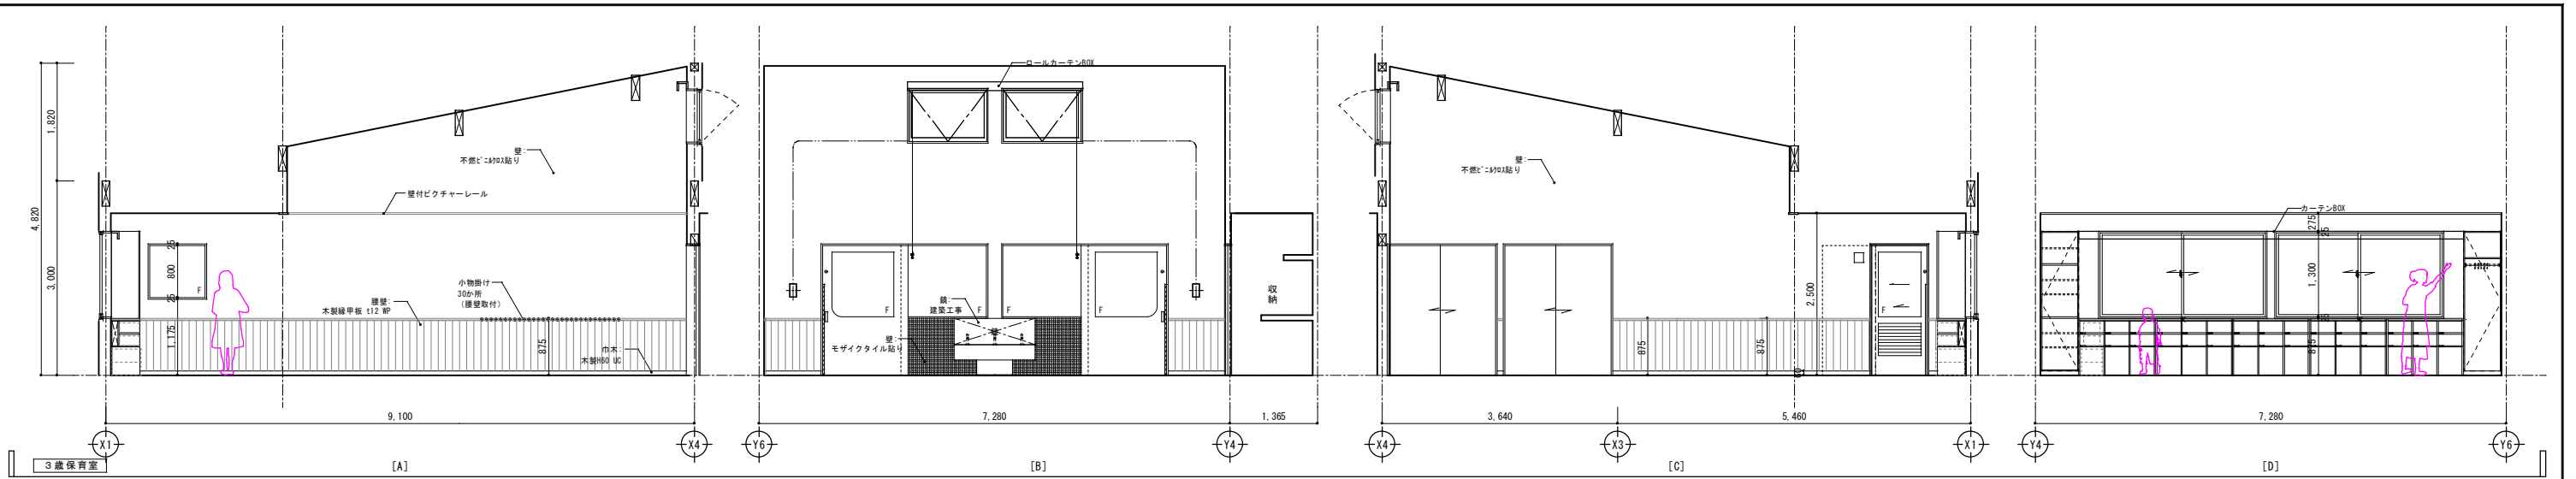 4,820
1,820
3,000
壁:
不燃ﾋﾞﾆﾙｸﾛｽ貼り
壁付ピクチャーレール
25
800
25
1,175
F
腰壁:
木製縁甲板 t12 WP
小物掛け
30か所
(腰壁取付)
875
巾木:
木製H60 UC
9,100
X1
X4
[A]
3歳保育室
ロールカーテンBOX
F
F
F
F
鏡:
建築工事
壁:
モザイクタイル貼り
収納
7,280
1,365
Y6
Y4
[B]
壁:
不燃ﾋﾞﾆﾙｸﾛｽ貼り
875
875
60
2,500
F
3,640
5,460
X4
X3
X1
[C]
カーテンBOX
275
25
1,300
25
875
7,280
Y4
Y6
[D]